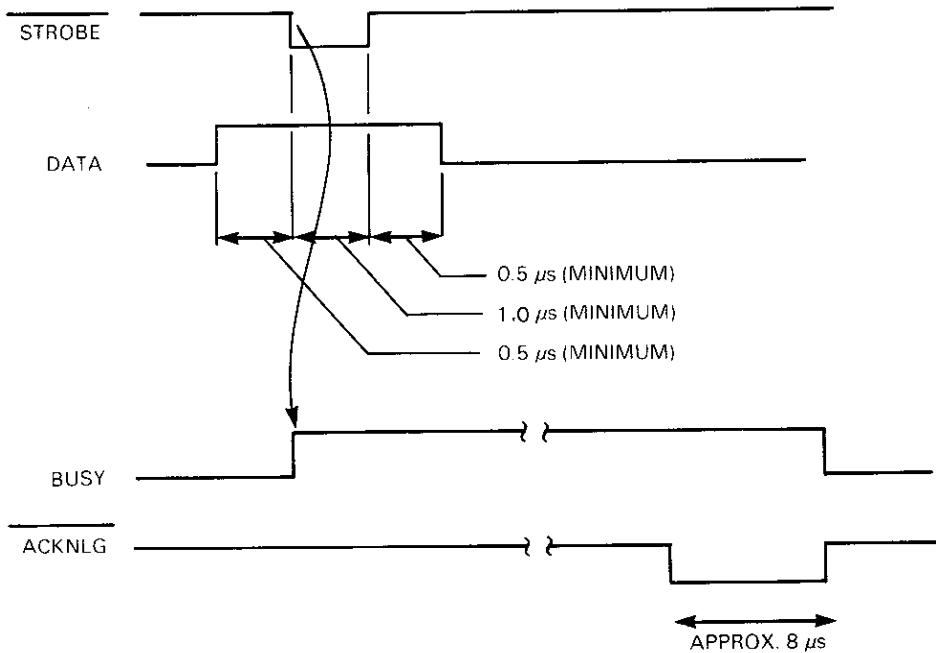 STROBE
DATA
0.5 μs (MINIMUM)
1.0 μs (MINIMUM)
0.5 μs (MINIMUM)
BUSY
ACKNLG
APPROX. 8 μs